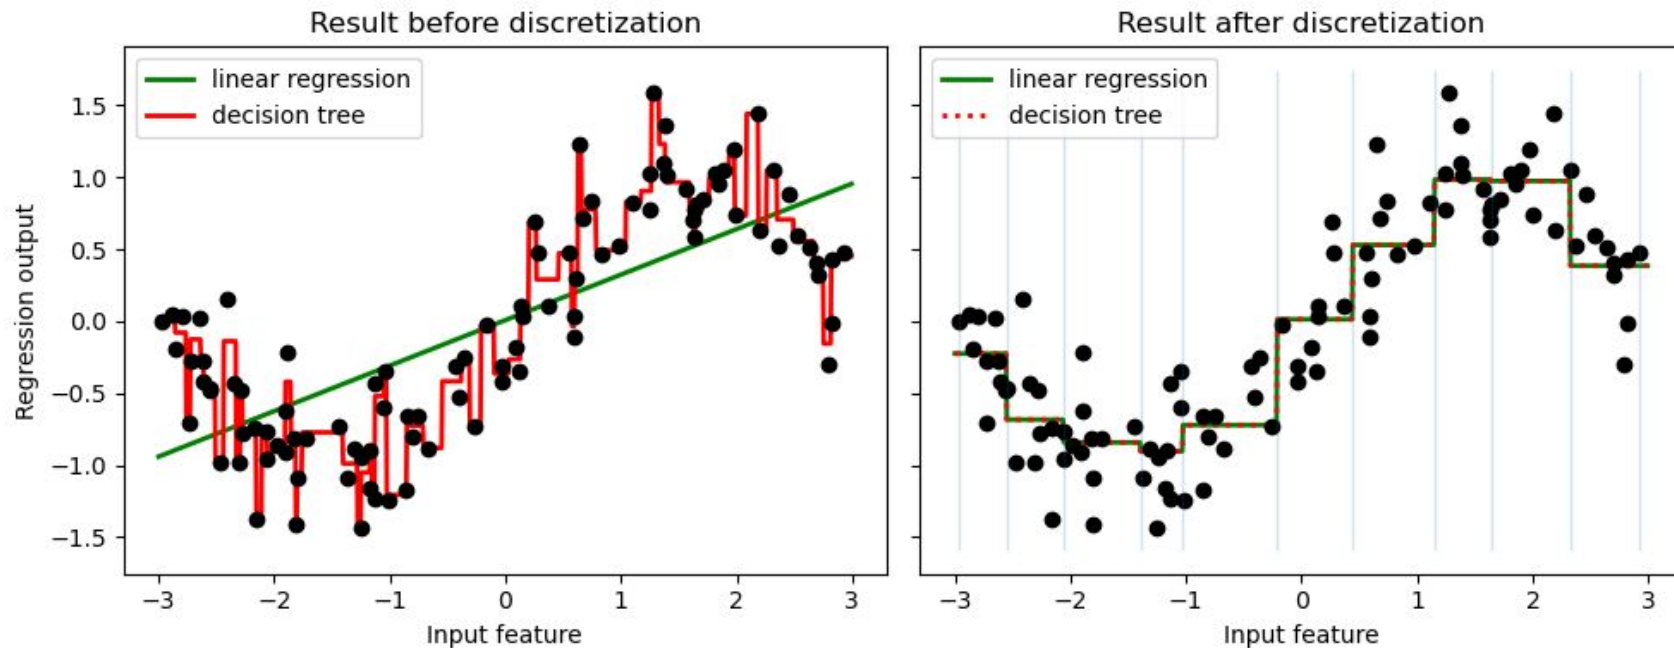 Result before discretization
linear regression
decision tree
Regression output
1.5
1.0
0.5
0.0
−0.5
−1.0
−1.5
−3 −2 −1 0 1 2 3
Input feature
Result after discretization
linear regression
decision tree
−3 −2 −1 0 1 2 3
Input feature